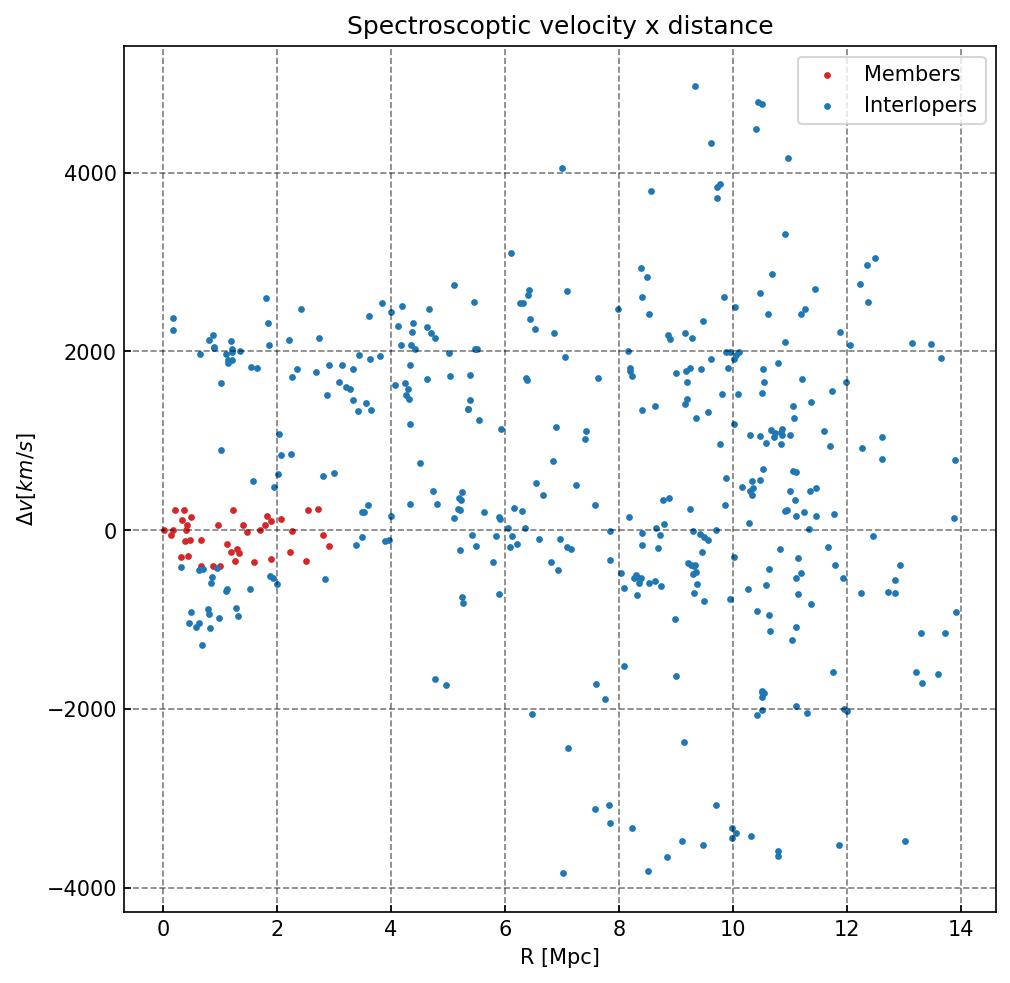 Spectroscoptic velocity x distance
Members
Interlopers
Δv[km/s]
4000
2000
0
−2000
−4000
0 2 4 6 8 10 12 14
R [Mpc]